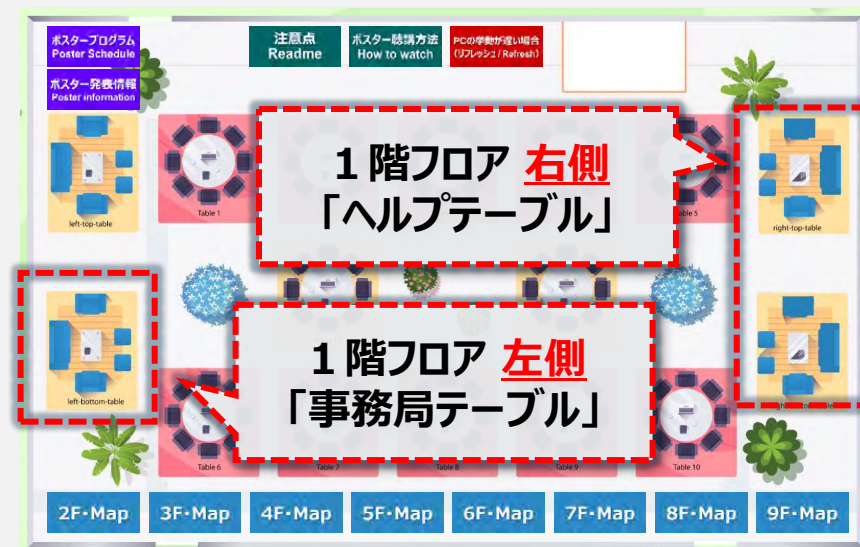 ポスタープログラム
Poster Schedule
注意点
Readme
ポスター聴講方法
How to watch
PCの挙動が遅い場合
(リフレッシュ / Refresh)
ポスター発表情報
Poster information
１階フロア 右側
「ヘルプテーブル」
left-top-table
Table 1
right-top-table
１階フロア 左側
「事務局テーブル」
left-bottom-table
Table 6
Table 7
Table 8
Table 9
Table 10
2F・Map
3F・Map
4F・Map
5F・Map
6F・Map
7F・Map
8F・Map
9F・Map